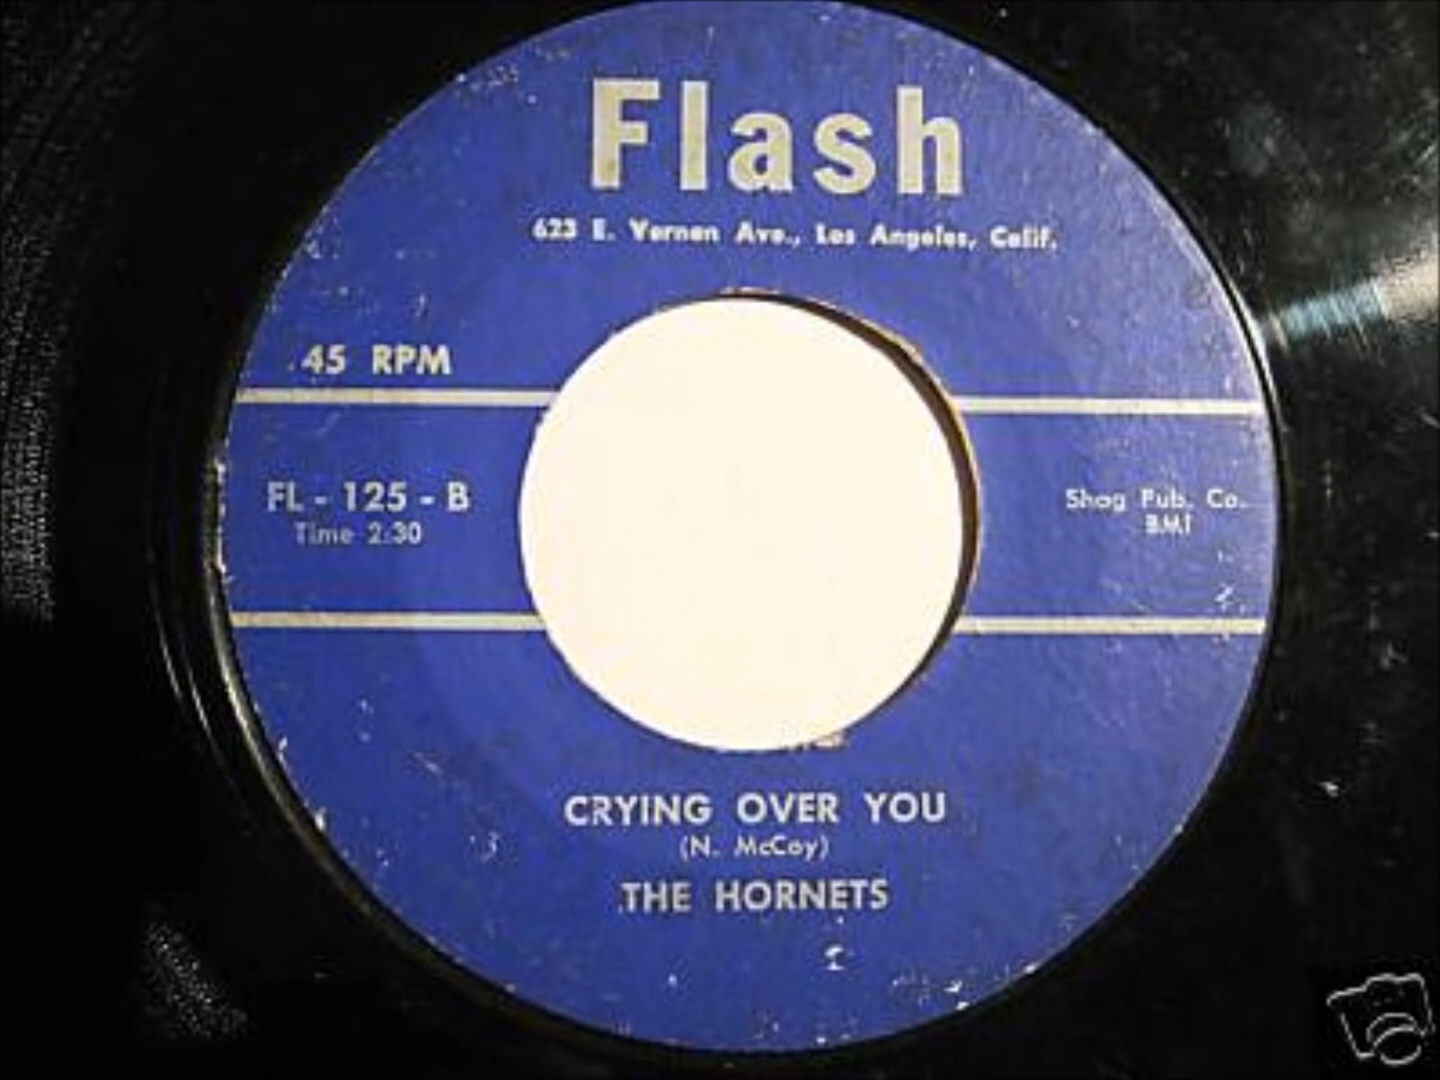 Flash
623 E. Vernon Ave., Los Angeles, Calif.
45 RPM
FL - 125 - B
Time 2:30
Shag Pub. Co.
BMI
CRYING OVER YOU
(N. McCoy)
THE HORNETS